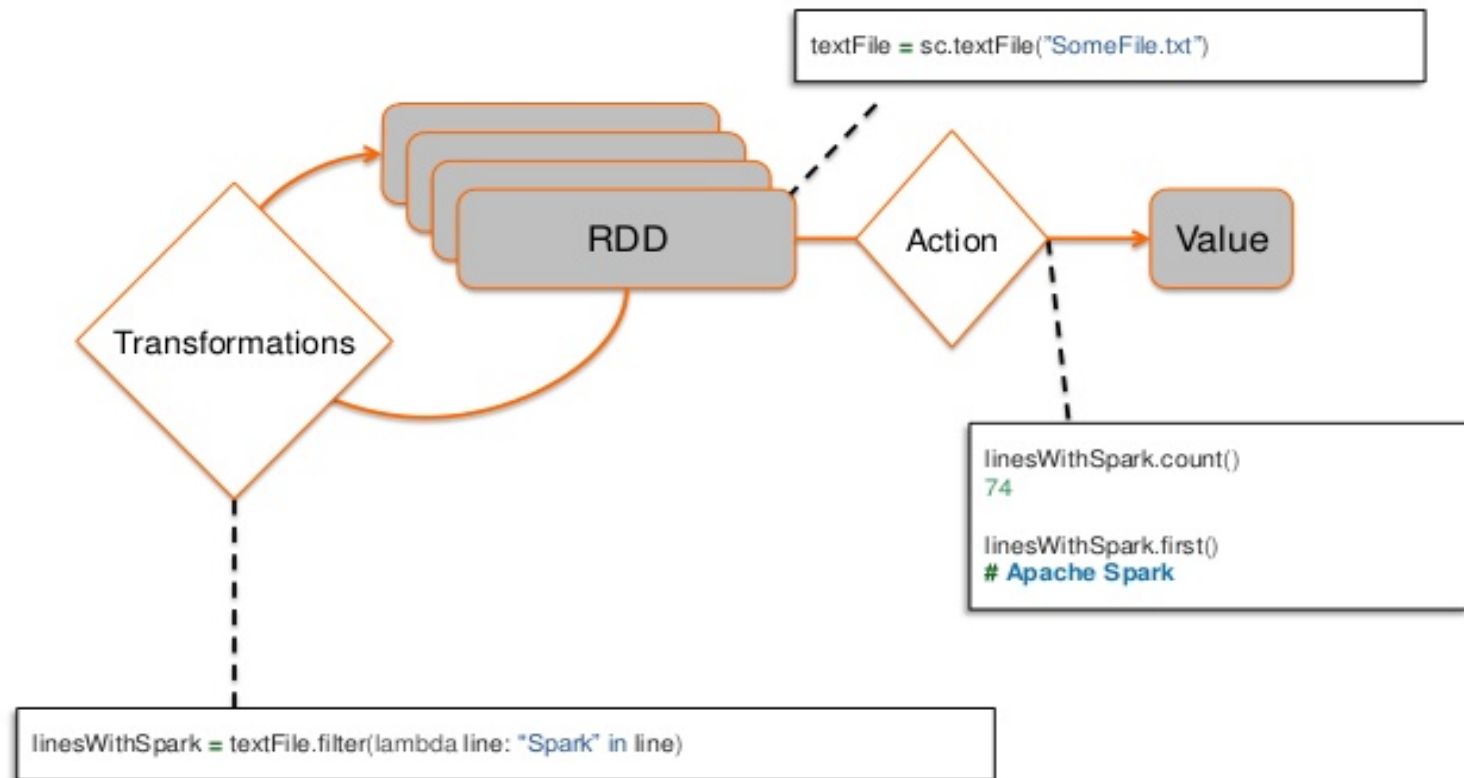 textFile = sc.textFile("SomeFile.txt")
RDD
Action
Value
Transformations
linesWithSpark.count()
74
linesWithSpark.first()
# Apache Spark
linesWithSpark = textFile.filter(lambda line: "Spark" in line)